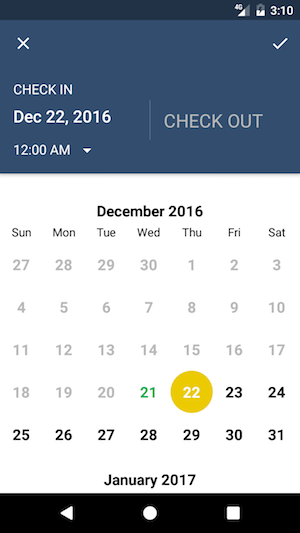 4G 3:10
CHECK IN
Dec 22, 2016
CHECK OUT
12:00 AM
December 2016
Sun Mon Tue Wed Thu Fri Sat
27 28 29 30 1 2 3
4 5 6 7 8 9 10
11 12 13 14 15 16 17
18 19 20 21 22 23 24
25 26 27 28 29 30 31
January 2017